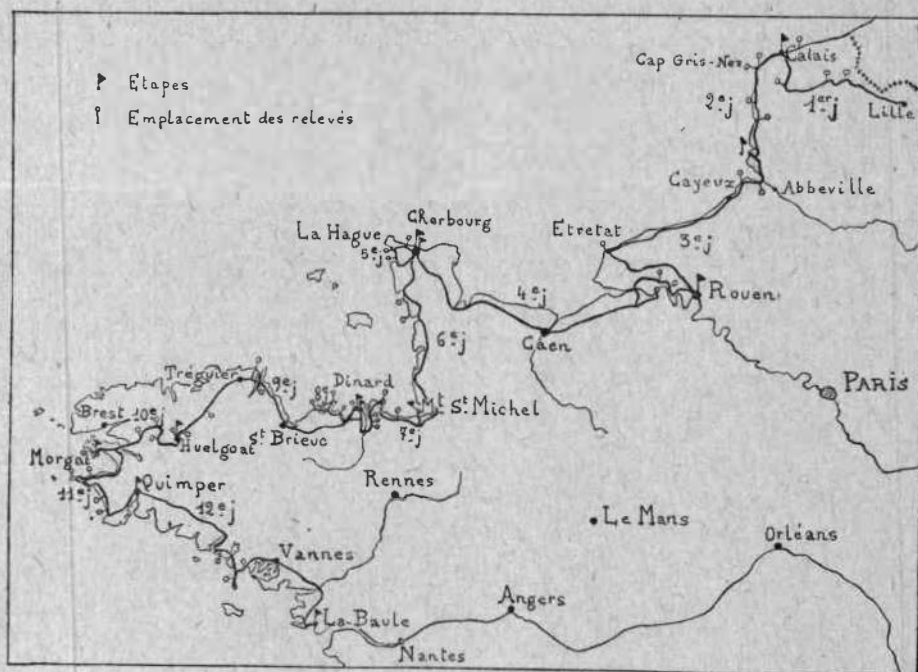 Etapes
Emplacement des relevés
Cap Gris-Nez
Calais
2e j
1er j
Lille
Cayeux
Abbeville
Cherbourg
La Hague
5e j
Etretat
3e j
4e j
Rouen
Caen
6e j
PARIS
Tréguier
9e j
8e j
Dinard
Mt St Michel
7e j
Brest
10e j
Huelgoat
St Brieuc
Morgat
11e j
Quimper
12e j
Rennes
Le Mans
Orléans
Vannes
Angers
La Baule
Nantes